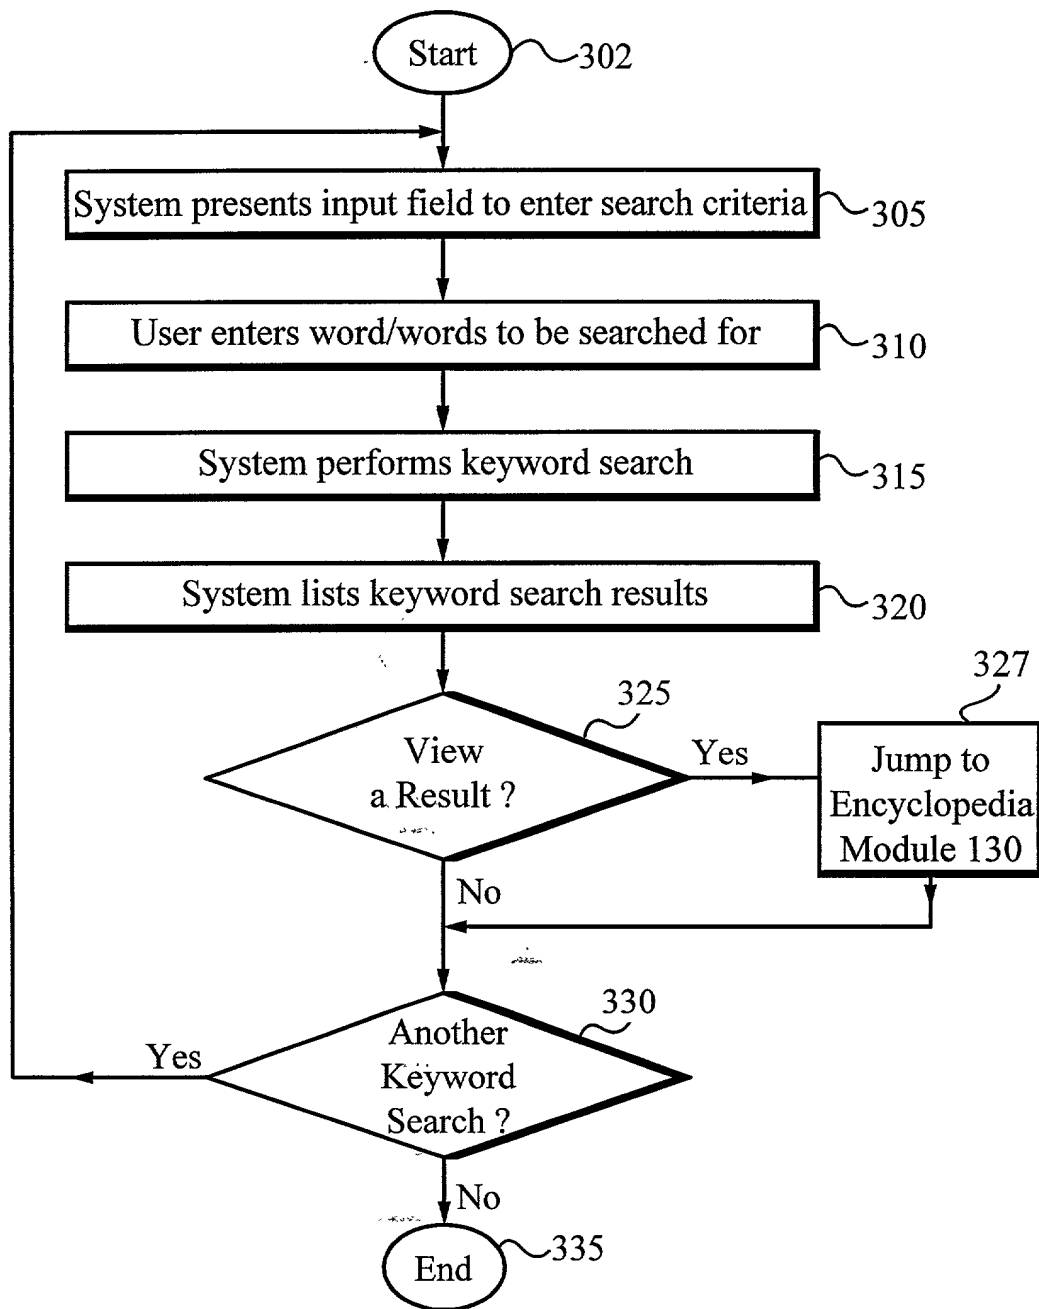 Start
302
System presents input field to enter search criteria
305
User enters word/words to be searched for
310
System performs keyword search
315
System lists keyword search results
320
325
327
View
a Result ?
Yes
Jump to
Encyclopedia
Module 130
No
330
Another
Keyword
Search ?
Yes
No
End
335